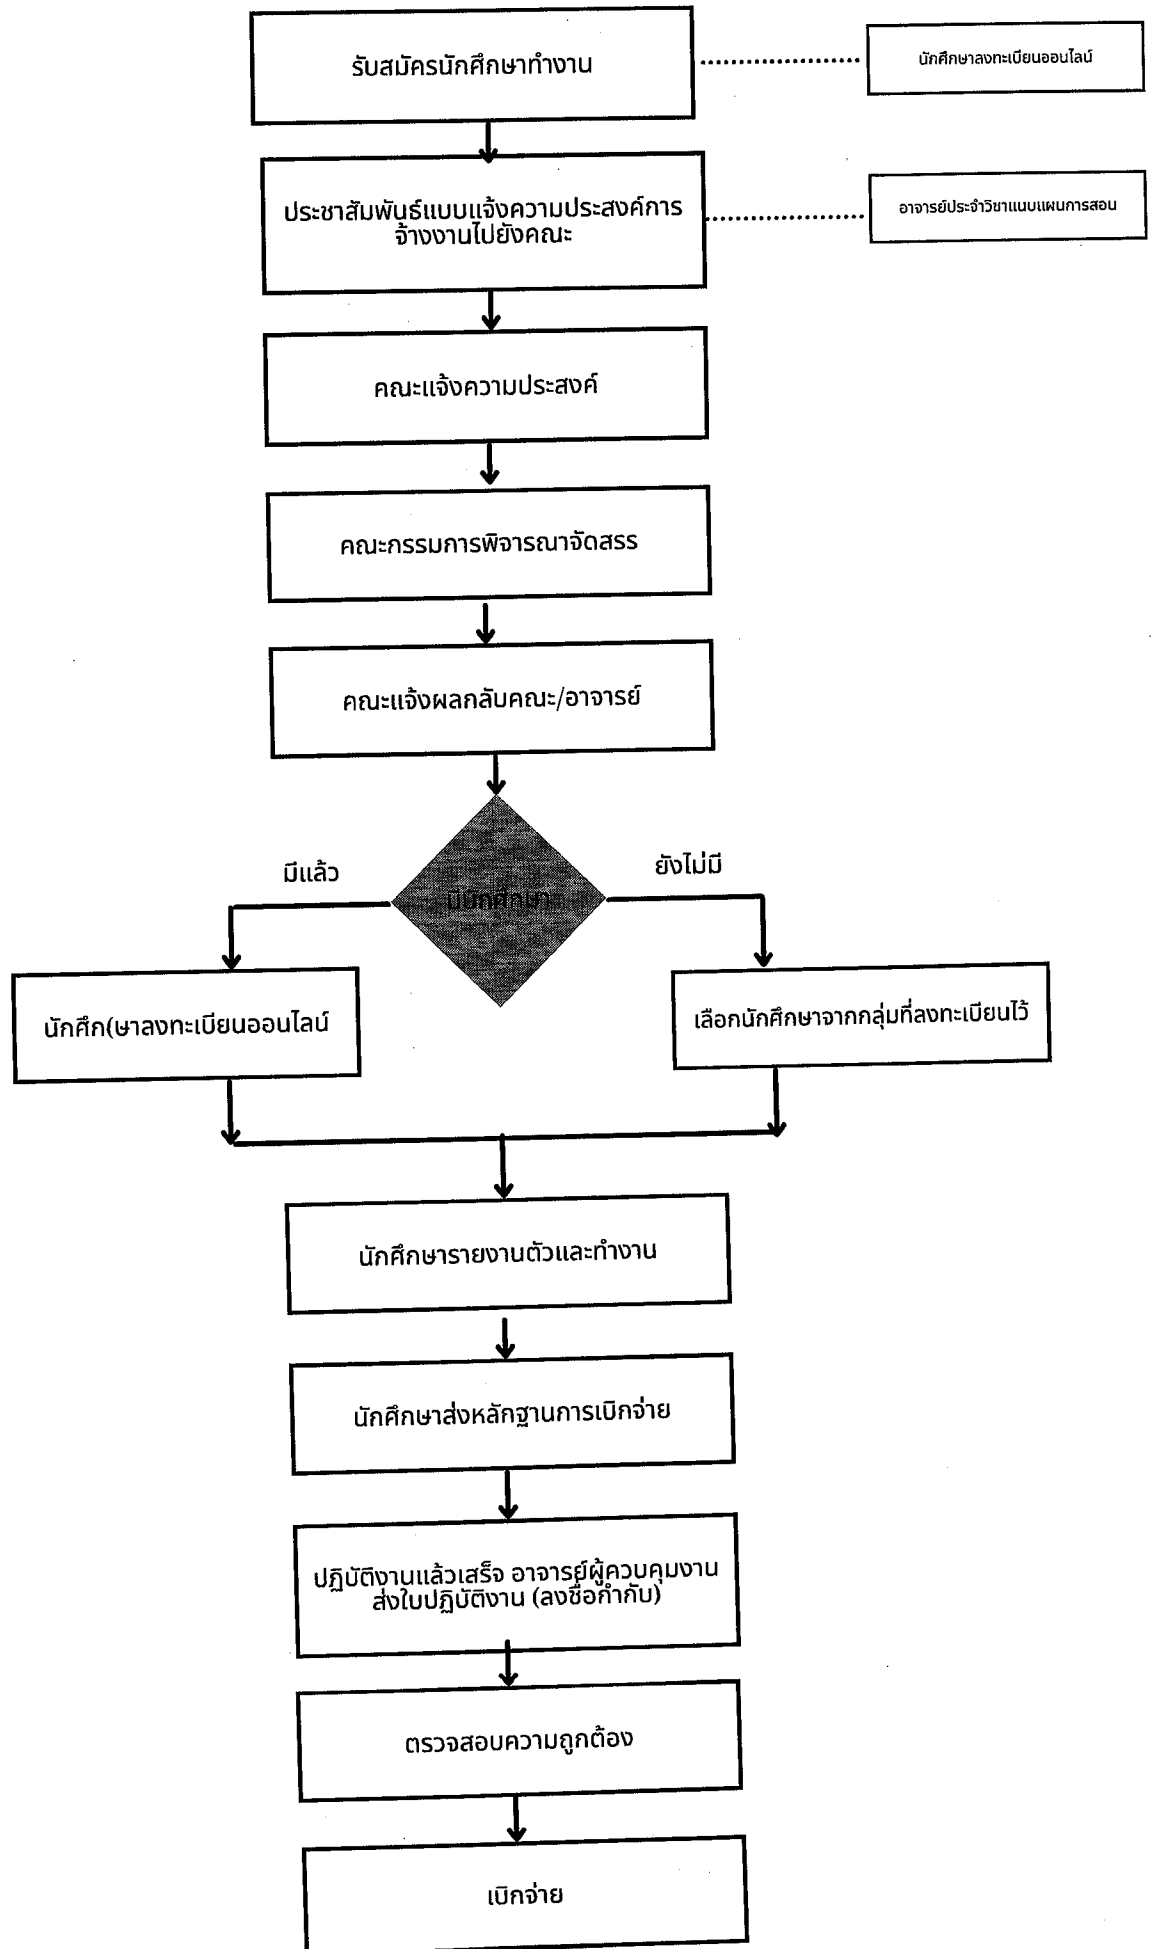 รับสมัครนักศึกษาทำงาน
นักศึกษาลงทะเบียนออนไลน์
ประชาสัมพันธ์แบบแจ้งความประสงค์การ
จ้างงานไปยังคณะ
อาจารย์ประจำวิชาแนบแผนการสอน
คณะแจ้งความประสงค์
คณะกรรมการพิจารณาจัดสรร
คณะแจ้งผลกลับคณะ/อาจารย์
มีแล้ว
ยังไม่มี
มีนักศึกษา
นักศึก(ษาลงทะเบียนออนไลน์
เลือกนักศึกษาจากกลุ่มที่ลงทะเบียนไว้
นักศึกษารายงานตัวและทำงาน
นักศึกษาส่งหลักฐานการเบิกจ่าย
ปฏิบัติงานแล้วเสร็จ อาจารย์ผู้ควบคุมงาน
ส่งใบปฏิบัติงาน (ลงชื่อกำกับ)
ตรวจสอบความถูกต้อง
เบิกจ่าย